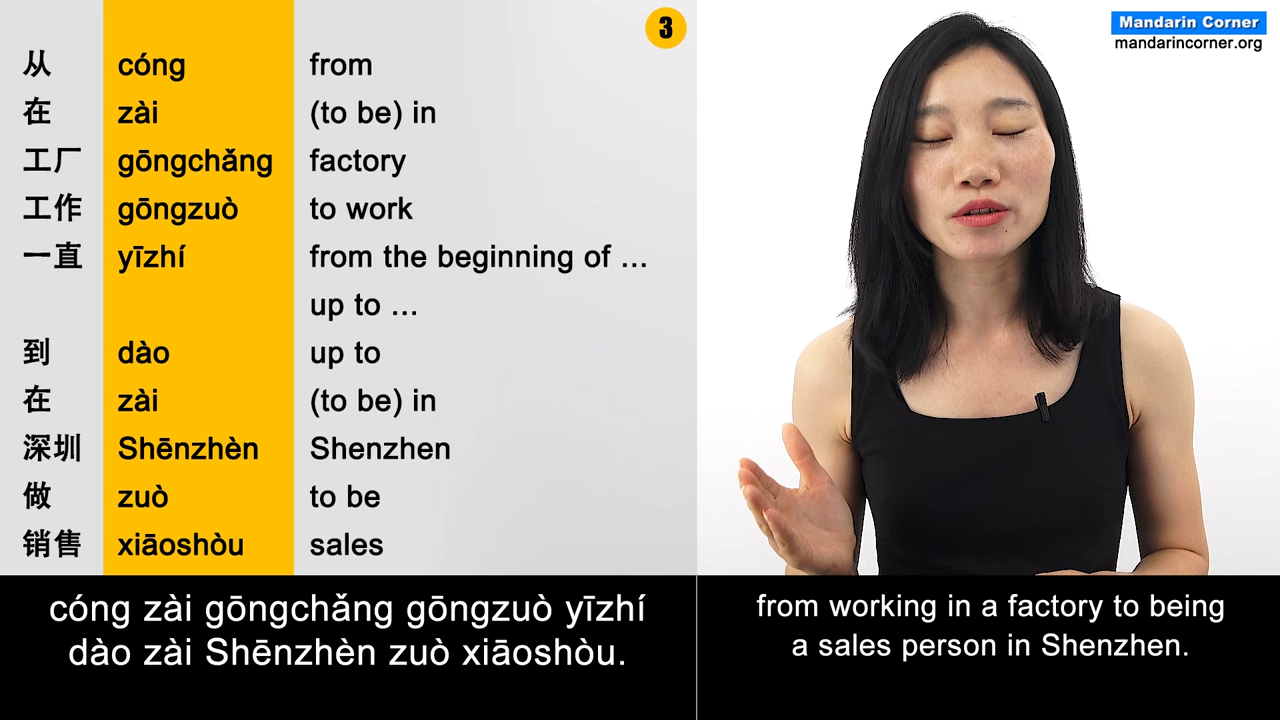 3
从 cóng from
在 zài (to be) in
工厂 gōngchǎng factory
工作 gōngzuò to work
一直 yīzhí from the beginning of ...
up to ...
到 dào up to
在 zài (to be) in
深圳 Shēnzhèn Shenzhen
做 zuò to be
销售 xiāoshòu sales
cóng zài gōngchǎng gōngzuò yīzhí
dào zài Shēnzhèn zuò xiāoshòu.
Mandarin Corner
mandarincorner.org
from working in a factory to being
a sales person in Shenzhen.